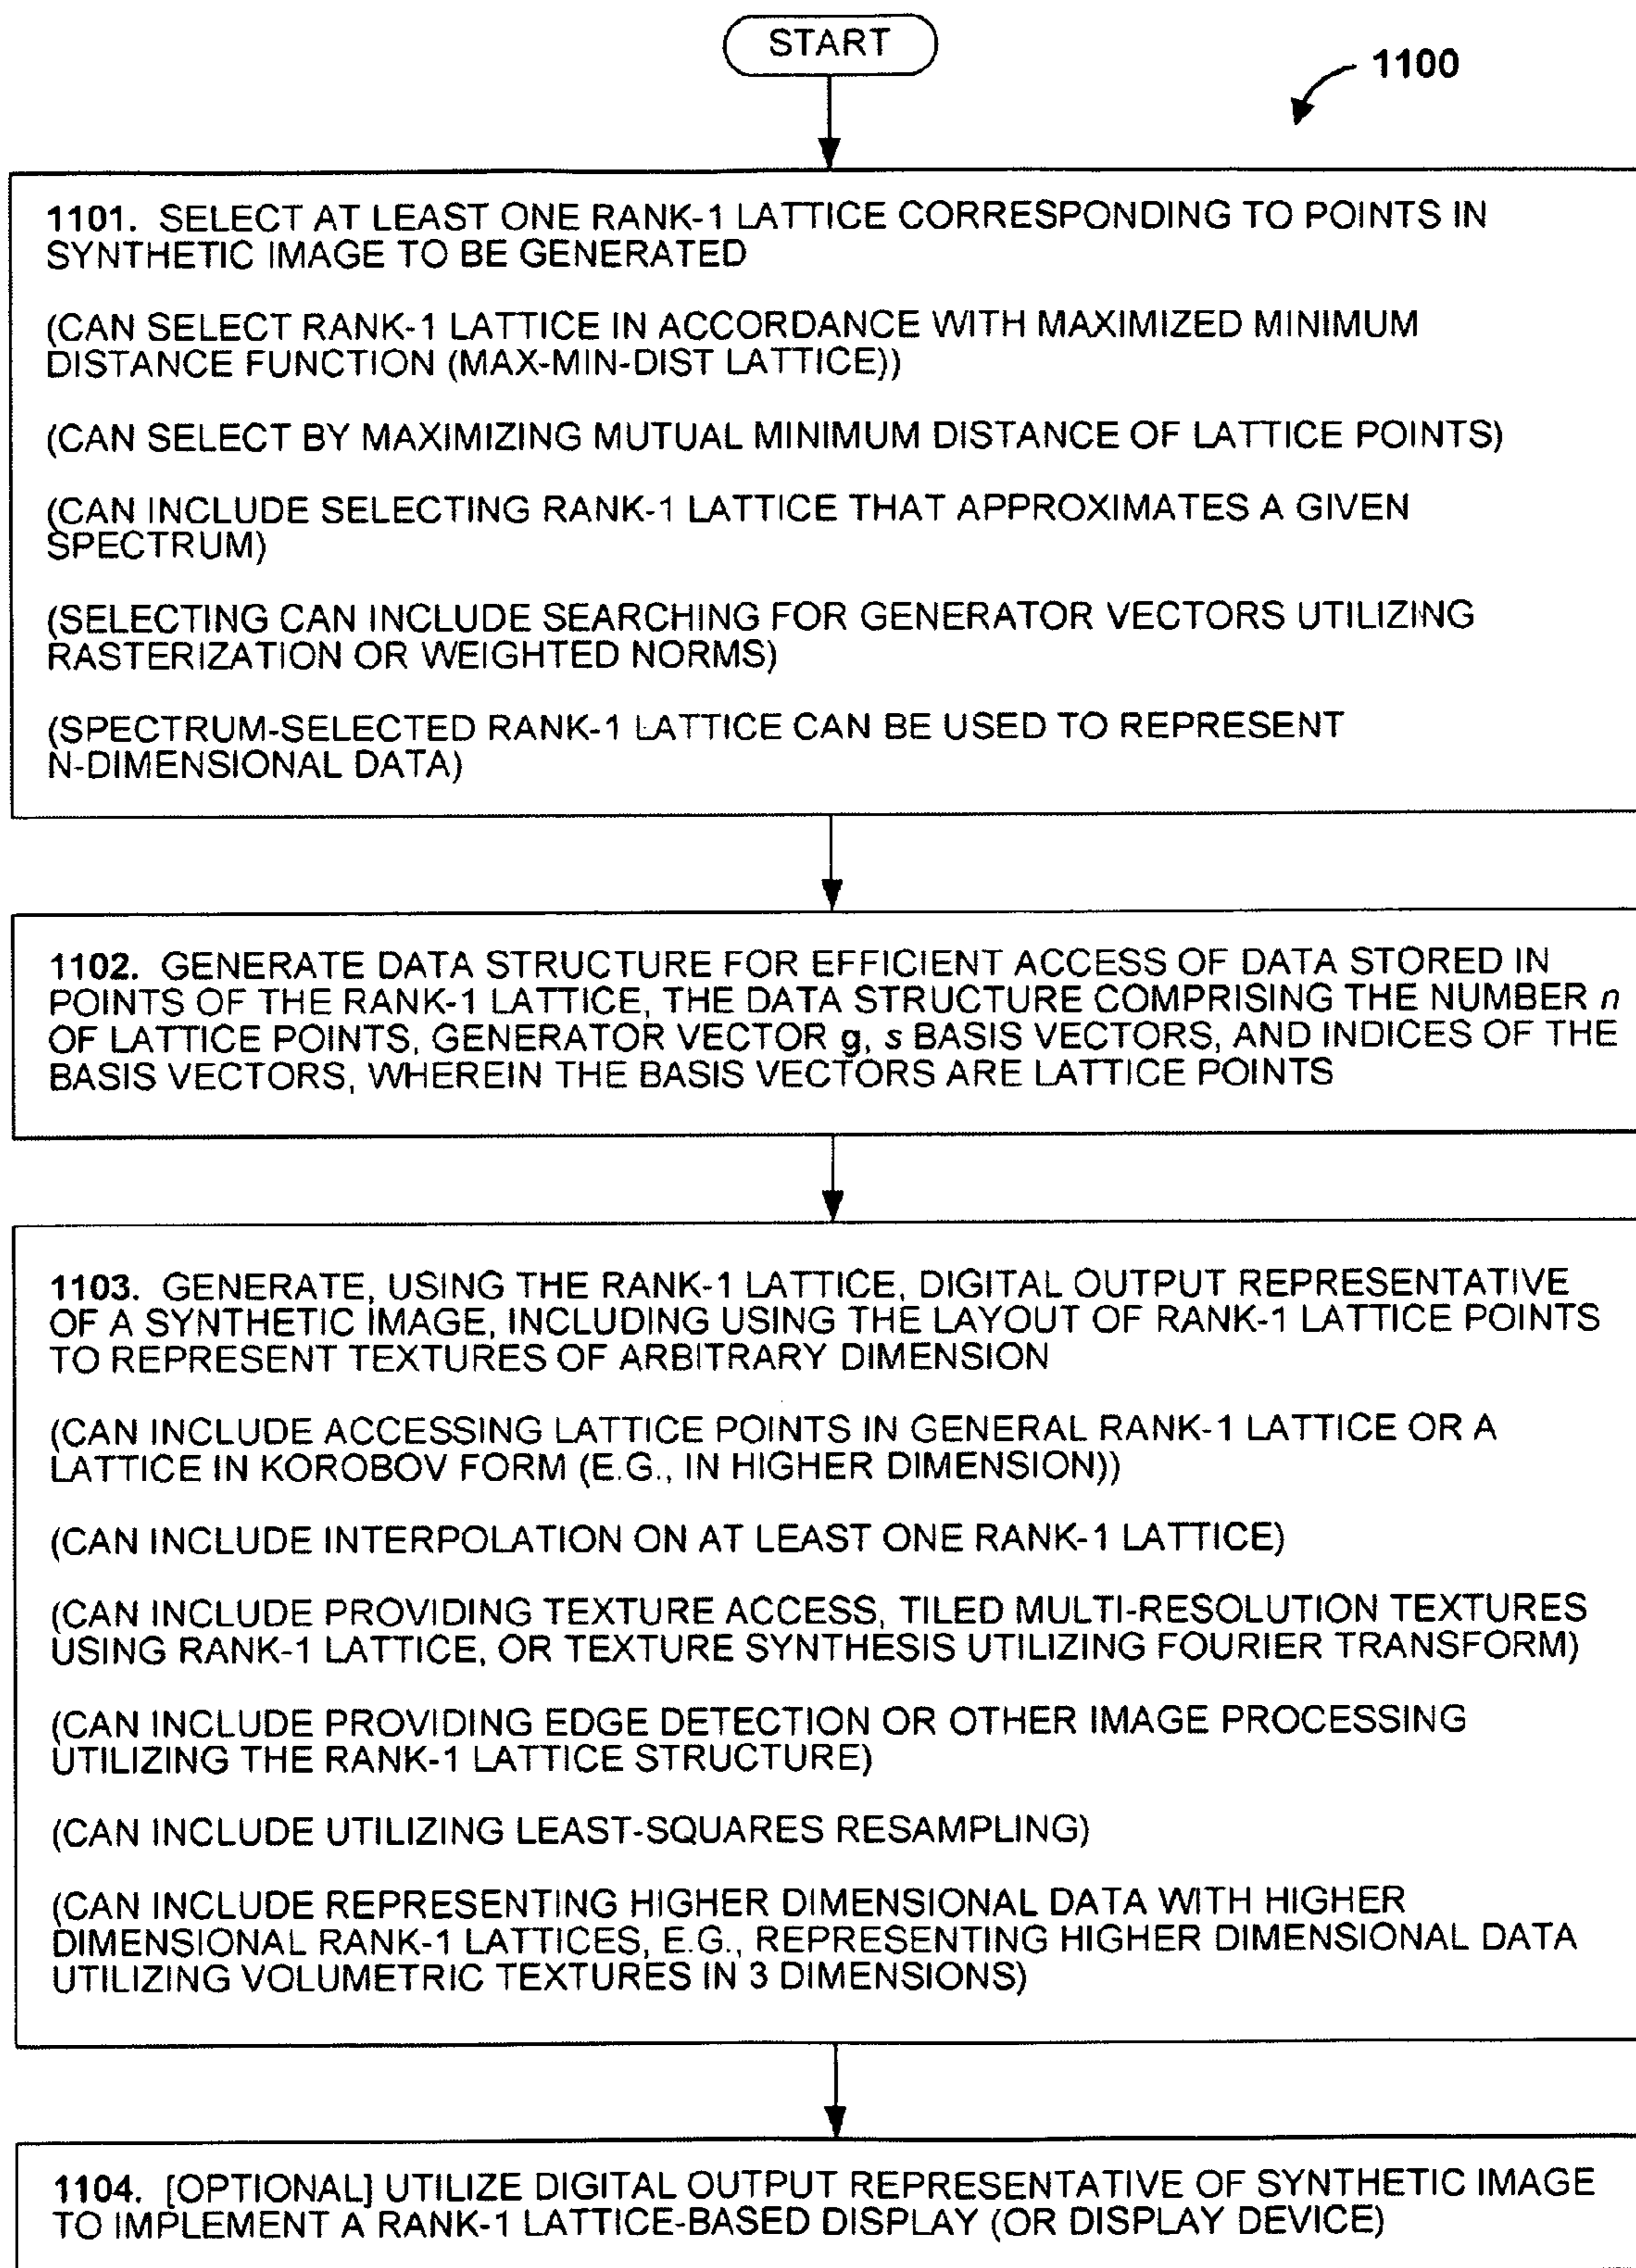 START
1100
1101. SELECT AT LEAST ONE RANK-1 LATTICE CORRESPONDING TO POINTS IN
SYNTHETIC IMAGE TO BE GENERATED
(CAN SELECT RANK-1 LATTICE IN ACCORDANCE WITH MAXIMIZED MINIMUM
DISTANCE FUNCTION (MAX-MIN-DIST LATTICE))
(CAN SELECT BY MAXIMIZING MUTUAL MINIMUM DISTANCE OF LATTICE POINTS)
(CAN INCLUDE SELECTING RANK-1 LATTICE THAT APPROXIMATES A GIVEN
SPECTRUM)
(SELECTING CAN INCLUDE SEARCHING FOR GENERATOR VECTORS UTILIZING
RASTERIZATION OR WEIGHTED NORMS)
(SPECTRUM-SELECTED RANK-1 LATTICE CAN BE USED TO REPRESENT
N-DIMENSIONAL DATA)
1102. GENERATE DATA STRUCTURE FOR EFFICIENT ACCESS OF DATA STORED IN
POINTS OF THE RANK-1 LATTICE, THE DATA STRUCTURE COMPRISING THE NUMBER n
OF LATTICE POINTS, GENERATOR VECTOR g, s BASIS VECTORS, AND INDICES OF THE
BASIS VECTORS, WHEREIN THE BASIS VECTORS ARE LATTICE POINTS
1103. GENERATE, USING THE RANK-1 LATTICE, DIGITAL OUTPUT REPRESENTATIVE
OF A SYNTHETIC IMAGE, INCLUDING USING THE LAYOUT OF RANK-1 LATTICE POINTS
TO REPRESENT TEXTURES OF ARBITRARY DIMENSION
(CAN INCLUDE ACCESSING LATTICE POINTS IN GENERAL RANK-1 LATTICE OR A
LATTICE IN KOROBOV FORM (E.G., IN HIGHER DIMENSION))
(CAN INCLUDE INTERPOLATION ON AT LEAST ONE RANK-1 LATTICE)
(CAN INCLUDE PROVIDING TEXTURE ACCESS, TILED MULTI-RESOLUTION TEXTURES
USING RANK-1 LATTICE, OR TEXTURE SYNTHESIS UTILIZING FOURIER TRANSFORM)
(CAN INCLUDE PROVIDING EDGE DETECTION OR OTHER IMAGE PROCESSING
UTILIZING THE RANK-1 LATTICE STRUCTURE)
(CAN INCLUDE UTILIZING LEAST-SQUARES RESAMPLING)
(CAN INCLUDE REPRESENTING HIGHER DIMENSIONAL DATA WITH HIGHER
DIMENSIONAL RANK-1 LATTICES, E.G., REPRESENTING HIGHER DIMENSIONAL DATA
UTILIZING VOLUMETRIC TEXTURES IN 3 DIMENSIONS)
1104. [OPTIONAL] UTILIZE DIGITAL OUTPUT REPRESENTATIVE OF SYNTHETIC IMAGE
TO IMPLEMENT A RANK-1 LATTICE-BASED DISPLAY (OR DISPLAY DEVICE)